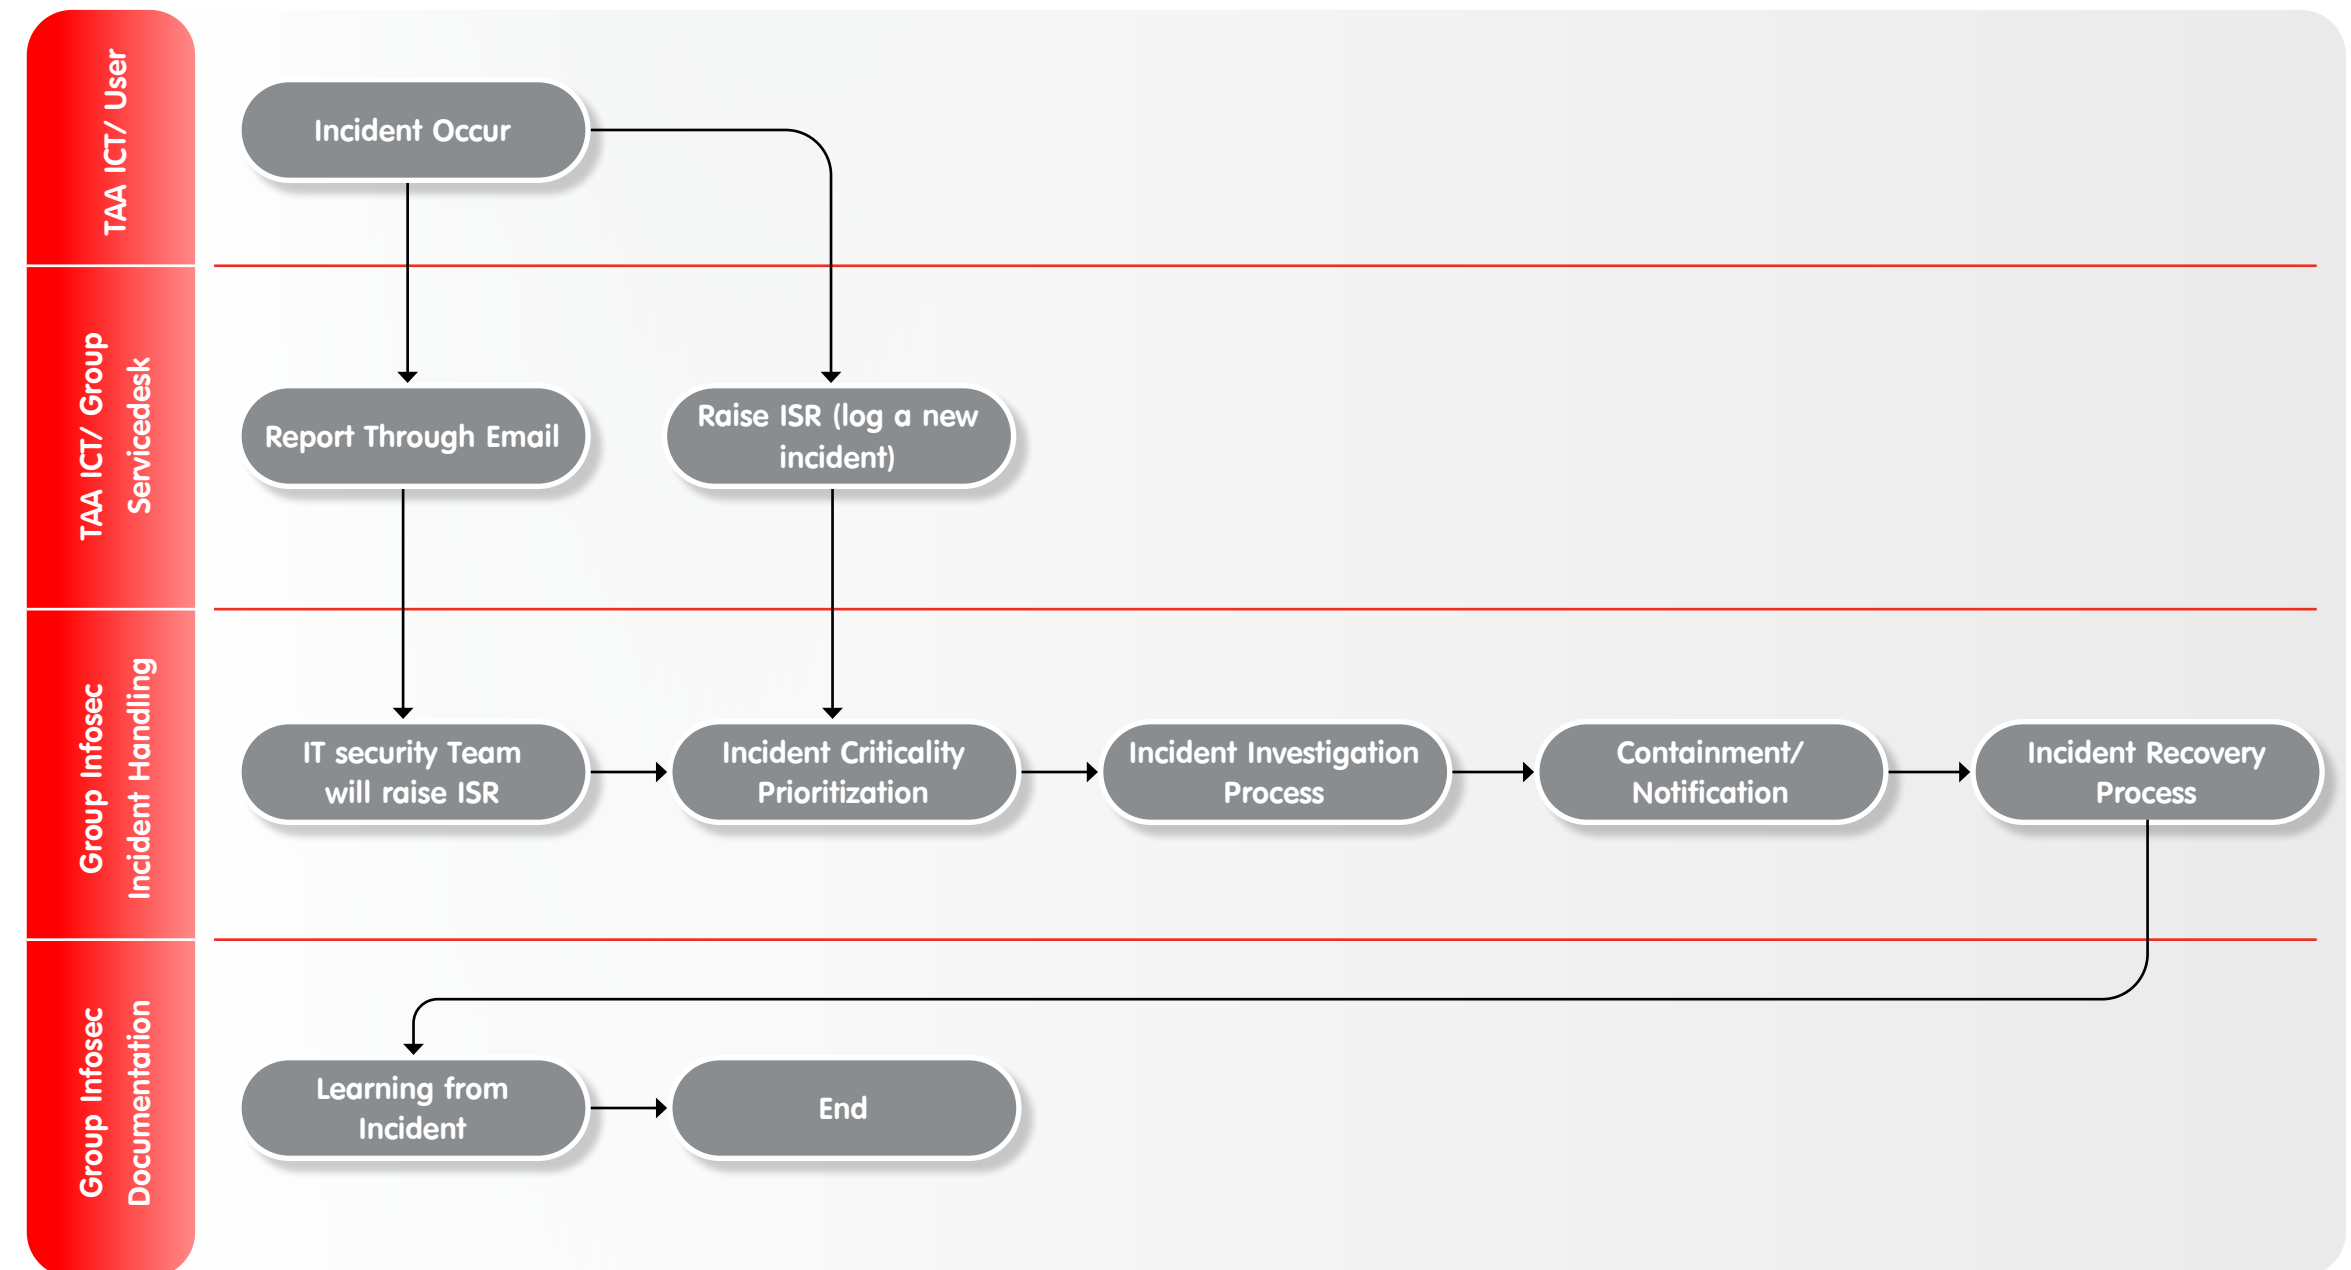 TAA ICT/ User
Incident Occur
TAA ICT/ Group
Servicedesk
Report Through Email
Raise ISR (log a new
incident)
Group Infosec
Incident Handling
IT security Team
will raise ISR
Incident Criticality
Prioritization
Incident Investigation
Process
Containment/
Notification
Incident Recovery
Process
Group Infosec
Documentation
Learning from
Incident
End